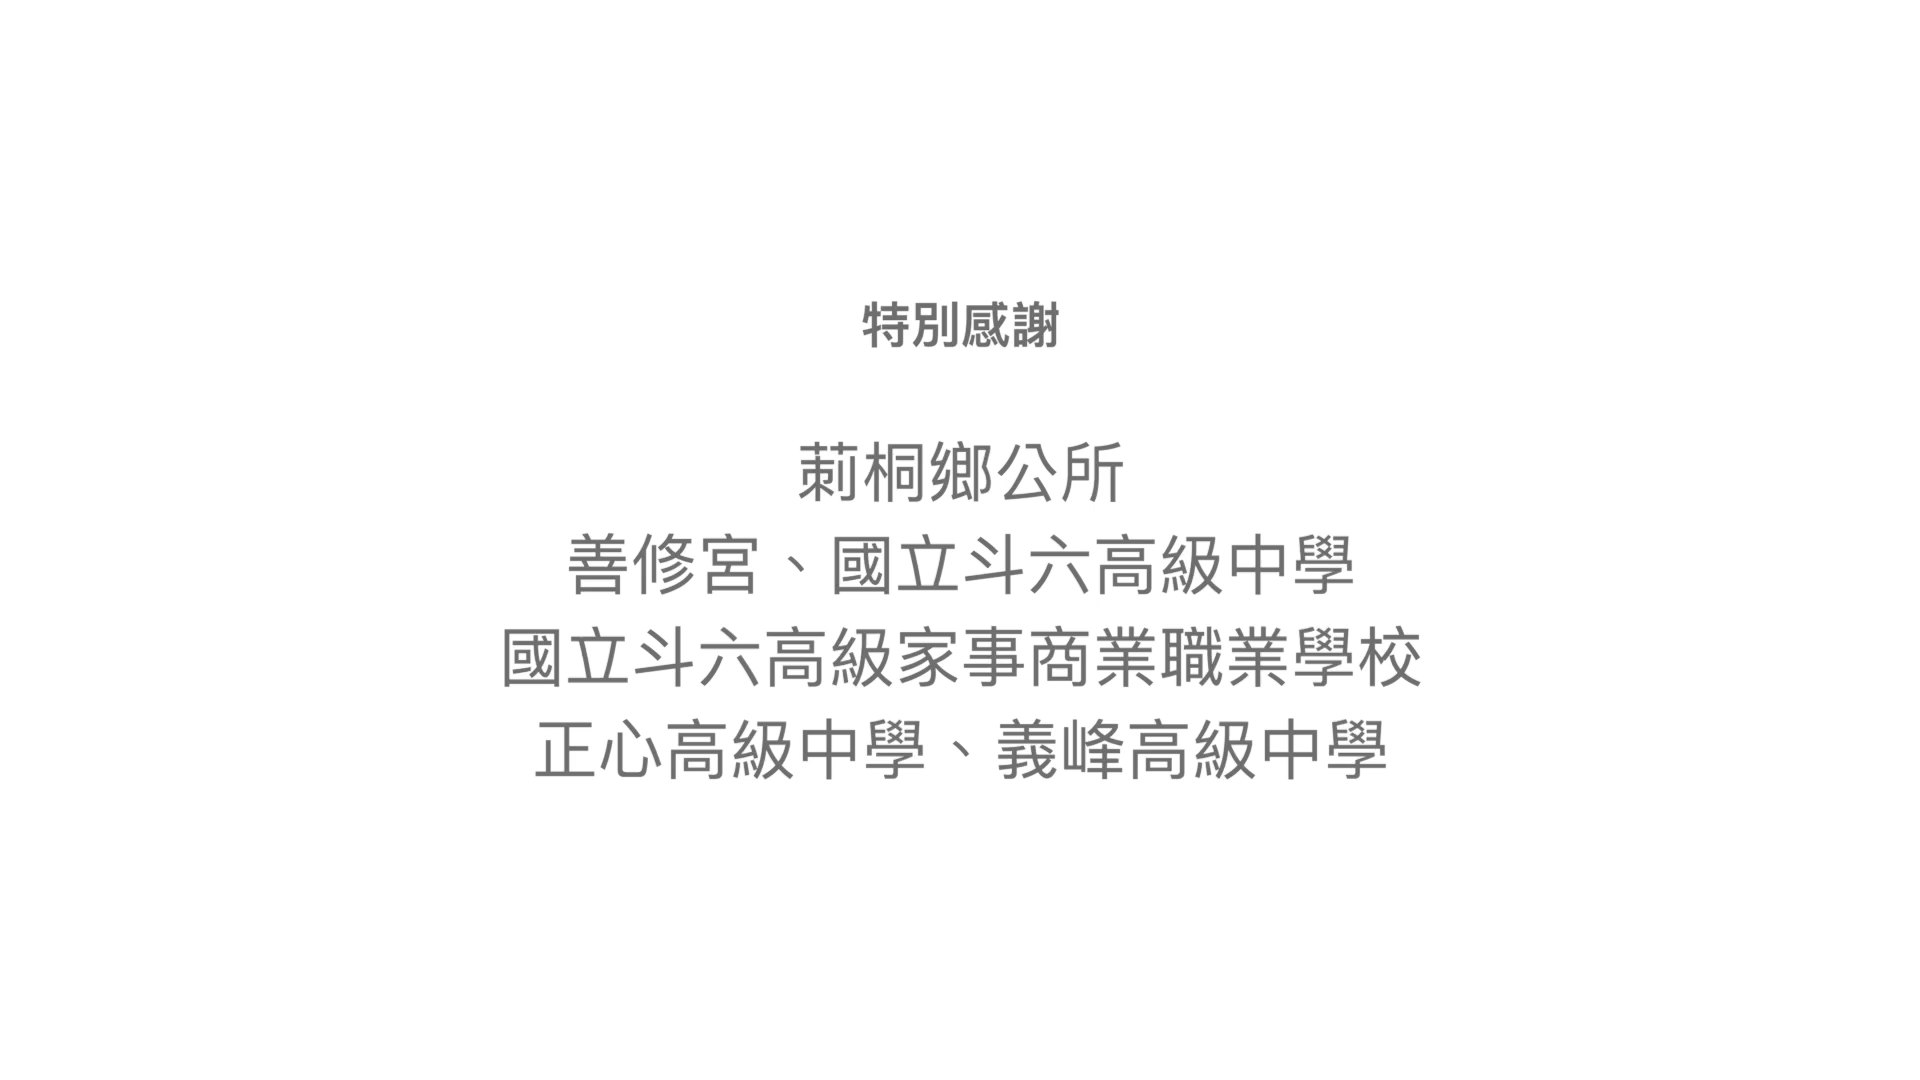 特別感謝
莿桐鄉公所
善修宮、國立斗六高級中學
國立斗六高級家事商業職業學校
正心高級中學、義峰高級中學